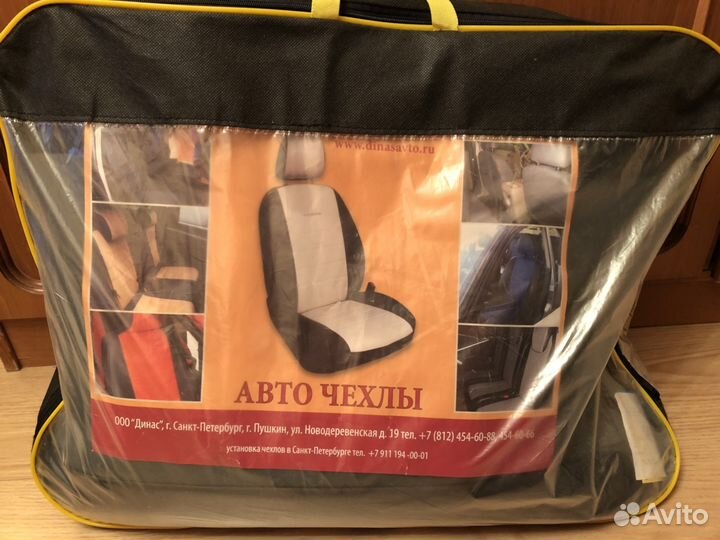 www.dinasavto.ru
АВТО ЧЕХЛЫ
ООО "Динас", г. Санкт-Петербург, г. Пушкин, ул. Новодеревенская д. 19 тел. +7 (812) 454-60-88, 454-60-66
установка чехлов в Санкт-Петербурге тел. +7 911 194 -00-01
Avito